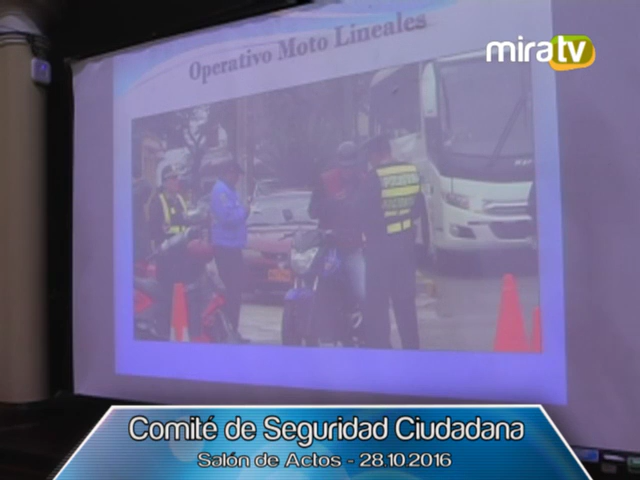 Operativo Moto Lineales
miratv
Comité de Seguridad Ciudadana
Salón de Actos - 28.10.2016